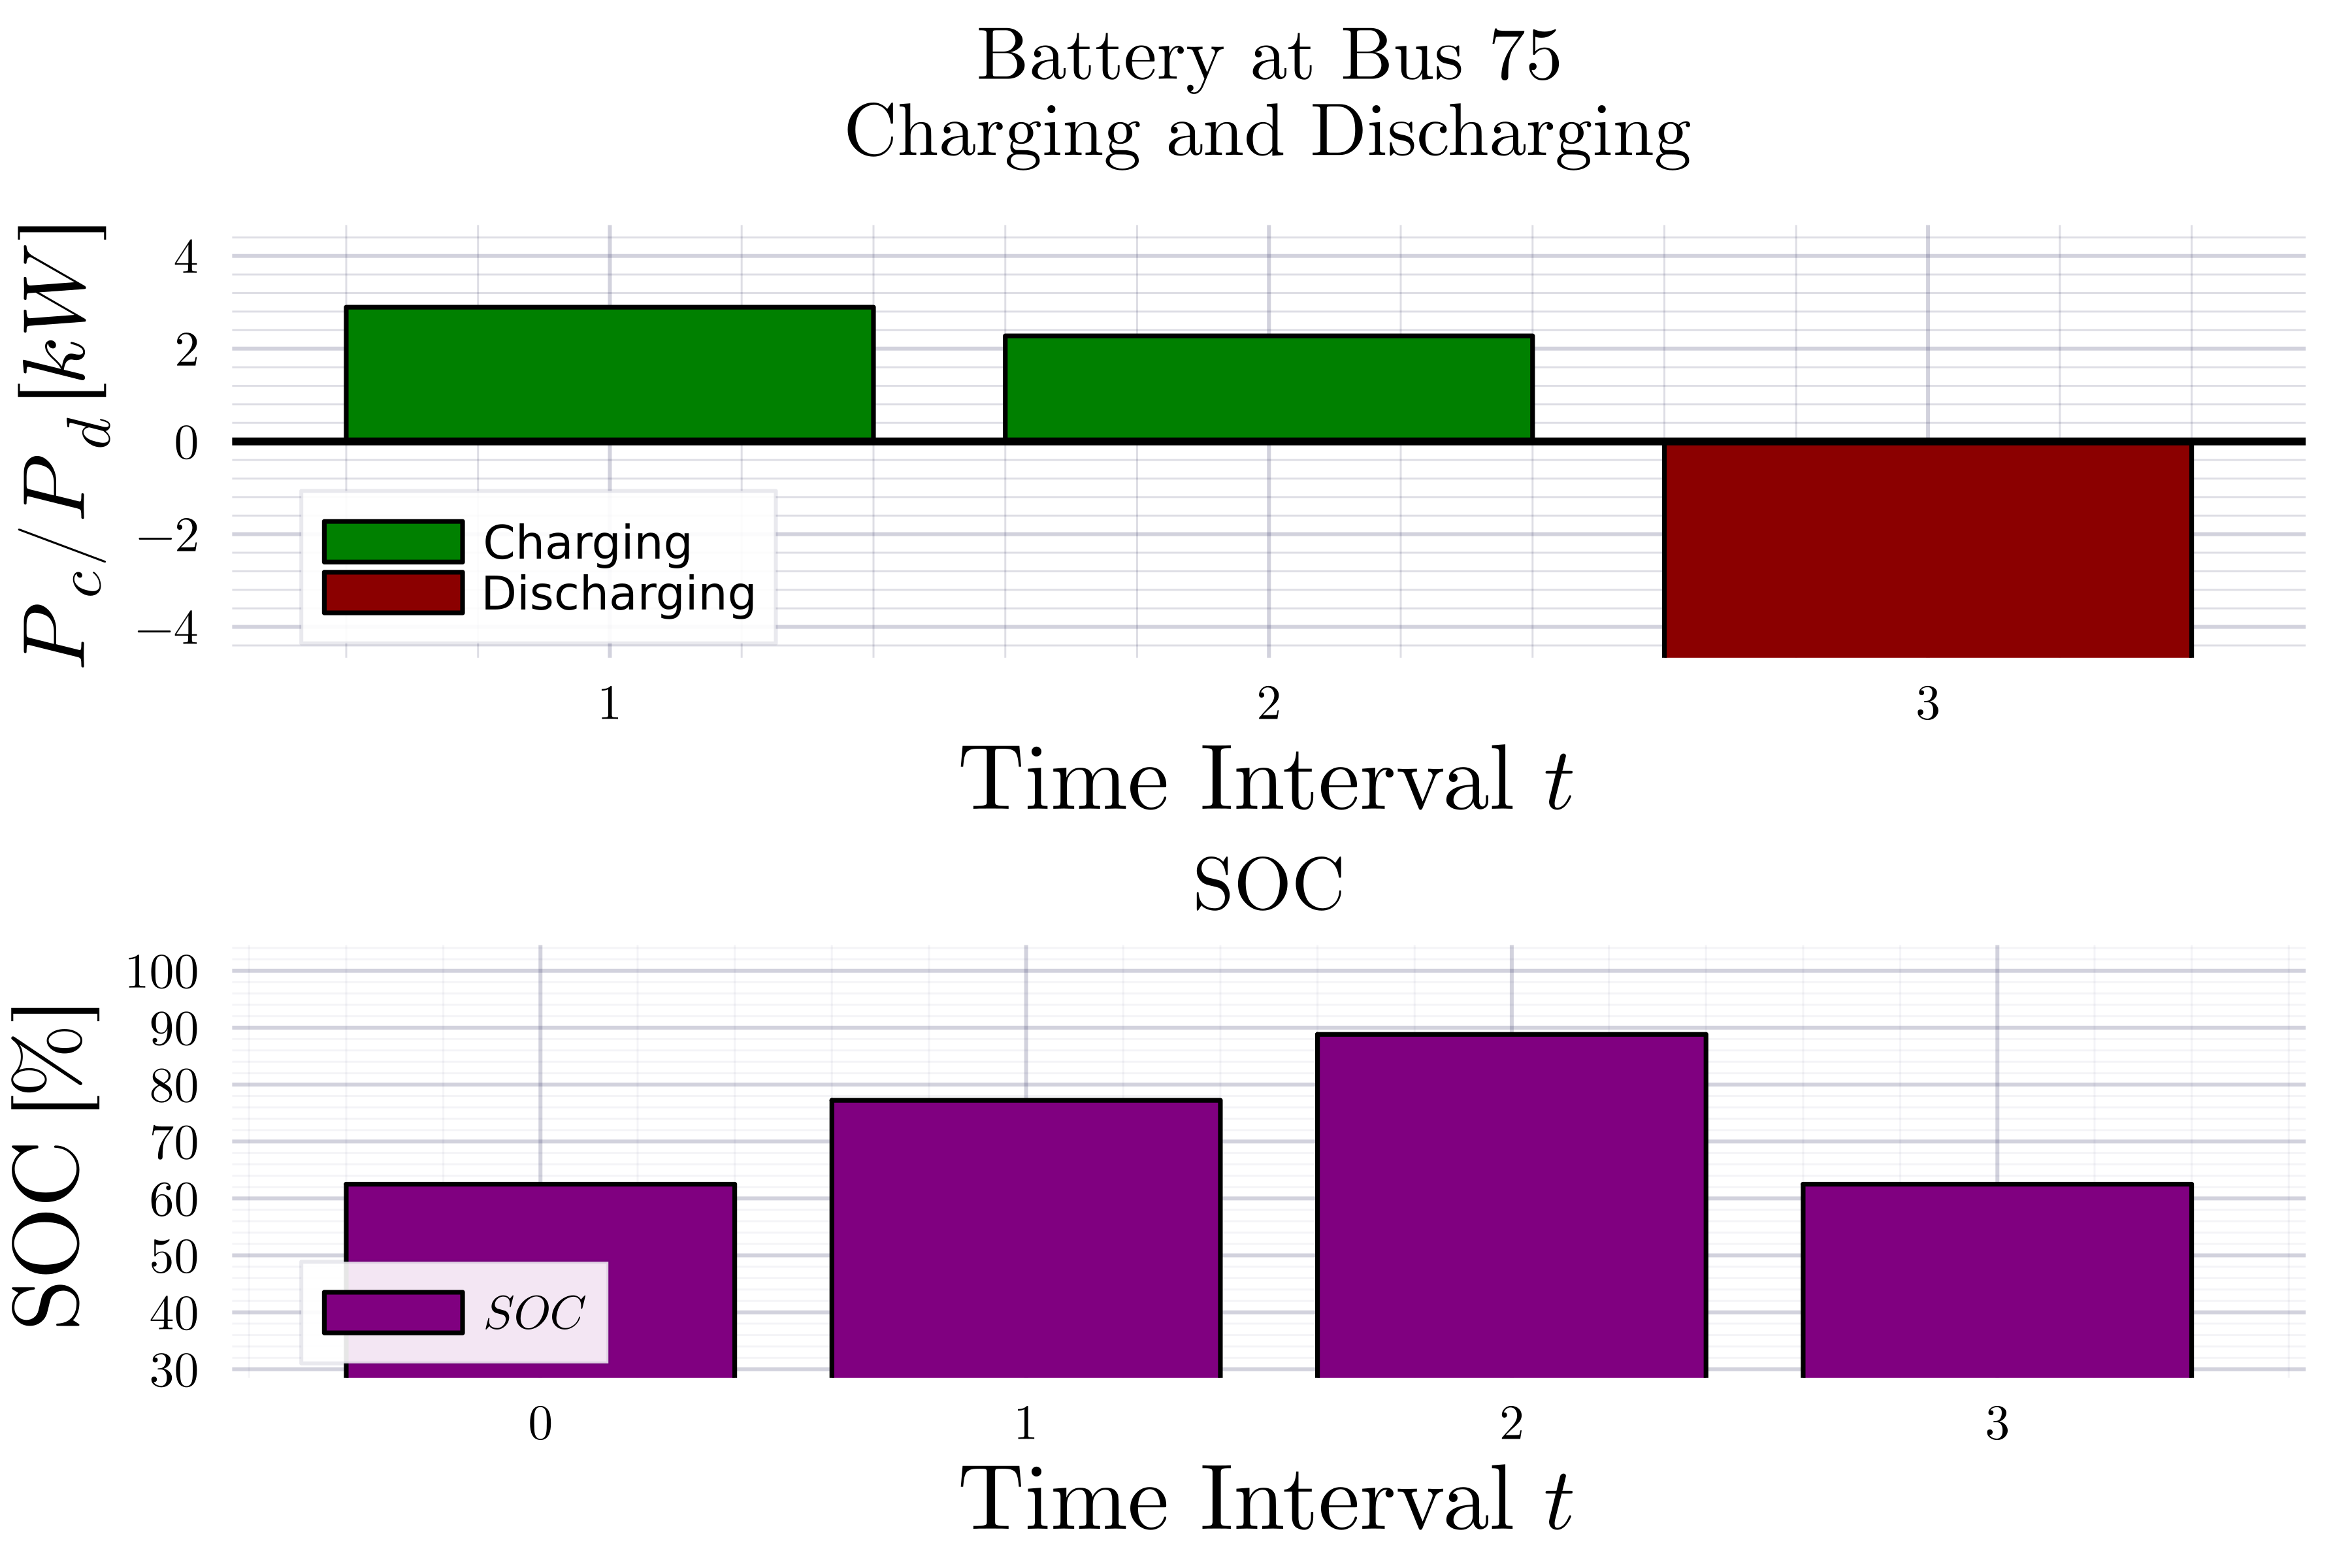 Battery at Bus 75
Charging and Discharging
P_c/P_d [kW]
4
2
0
−2
−4
Charging
Discharging
1 2 3
Time Interval t
SOC
SOC [%]
100
90
80
70
60
50
40
30
SOC
0 1 2 3
Time Interval t